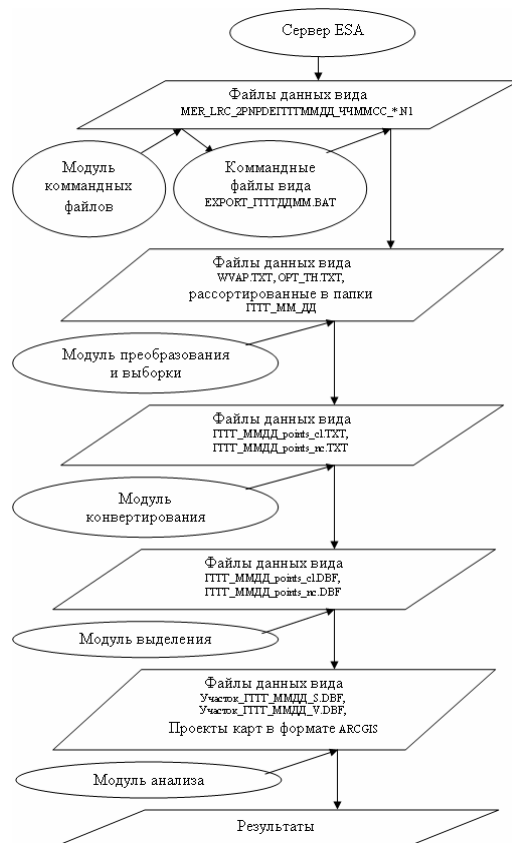 Сервер ESA
Файлы данных вида
MER_LRC_2PNPDEГГГГММДД_ЧЧММСС_*.N1
Модуль
коммандных
файлов
Коммандные
файлы вида
EXPORT_ГГГГДДММ.BAT
Файлы данных вида
WVAP.TXT, OPT_TH.TXT,
рассортированные в папки
ГГГГ_ММ_ДД
Модуль преобразования
и выборки
Файлы данных вида
ГГГГ_ММДД_points_cl.TXT,
ГГГГ_ММДД_points_nc.TXT
Модуль
конвертирования
Файлы данных вида
ГГГГ_ММДД_points_cl.DBF,
ГГГГ_ММДД_points_nc.DBF
Модуль выделения
Файлы данных вида
Участок_ГГГГ_ММДД_S.DBF,
Участок_ГГГГ_ММДД_V.DBF,
Проекты карт в формате ARCGIS
Модуль анализа
Результаты